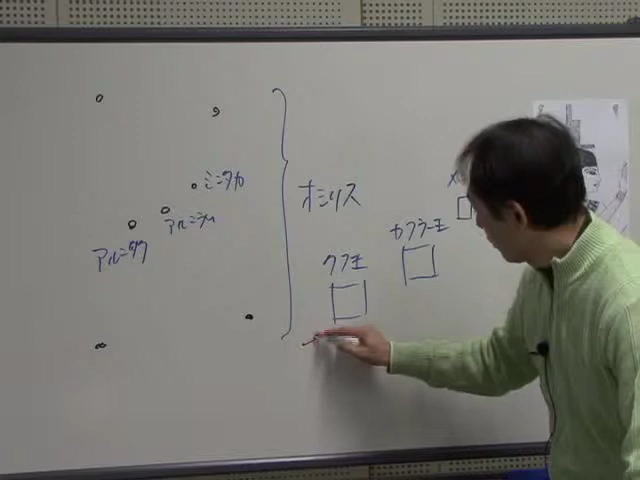 ミンタカ
アルニラム
アルニタク
オシリス
クフ王
カフラー王